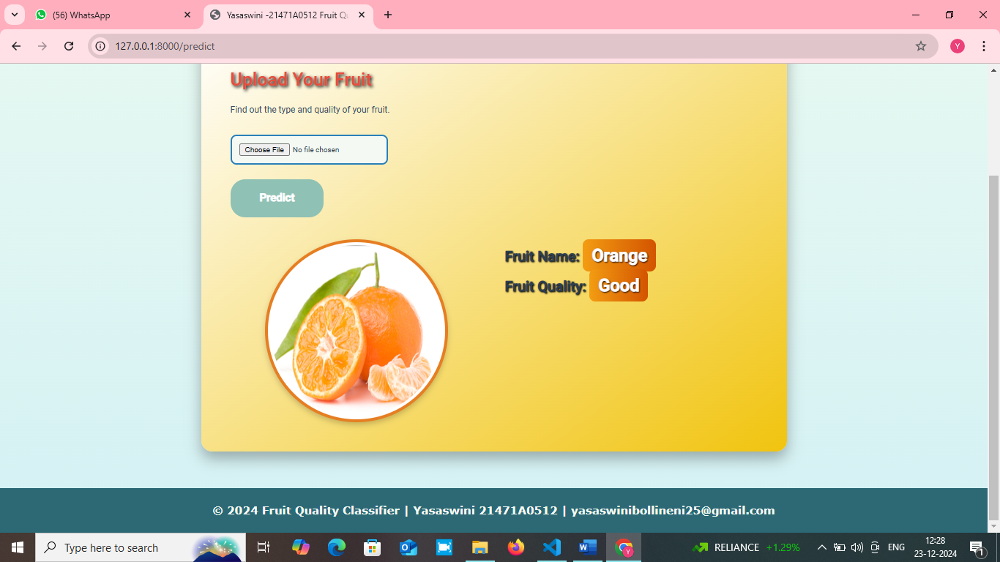 (56) WhatsApp
Yasaswini -21471A0512 Fruit Qu
127.0.0.1:8000/predict
Y
Upload Your Fruit
Find out the type and quality of your fruit.
Choose File No file chosen
Predict
Fruit Name: Orange
Fruit Quality: Good
© 2024 Fruit Quality Classifier | Yasaswini 21471A0512 | yasaswinibollineni25@gmail.com
Type here to search
RELIANCE +1.29%
ENG
12:28
23-12-2024
1